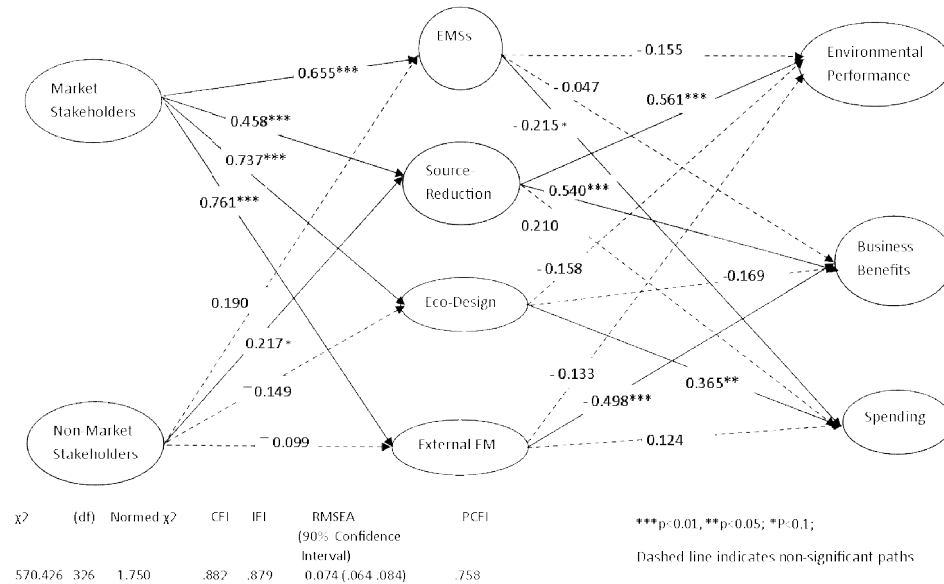 EMSs
- 0.155
Environmental
Performance
Market
Stakeholders
0.655***
- 0.047
0.561***
0.458***
- 0.215*
0.737***
Source-
Reduction
0.761***
0.540***
0.210
Business
Benefits
- 0.158
-0.169
0.190
Eco-Design
0.217*
- 0.133
0.365**
‾ 0.149
- 0.498***
Spending
Non-Market
Stakeholders
‾ 0.099
External EM
0.124
χ2 (df) Normed χ2 CFI IFI RMSEA PCFI
(90% Confidence
Interval)
570.426 326 1.750 .882 .879 0.074 (.064 .084) .758
***p<0.01, **p<0.05; *P<0.1;
Dashed line indicates non-significant paths